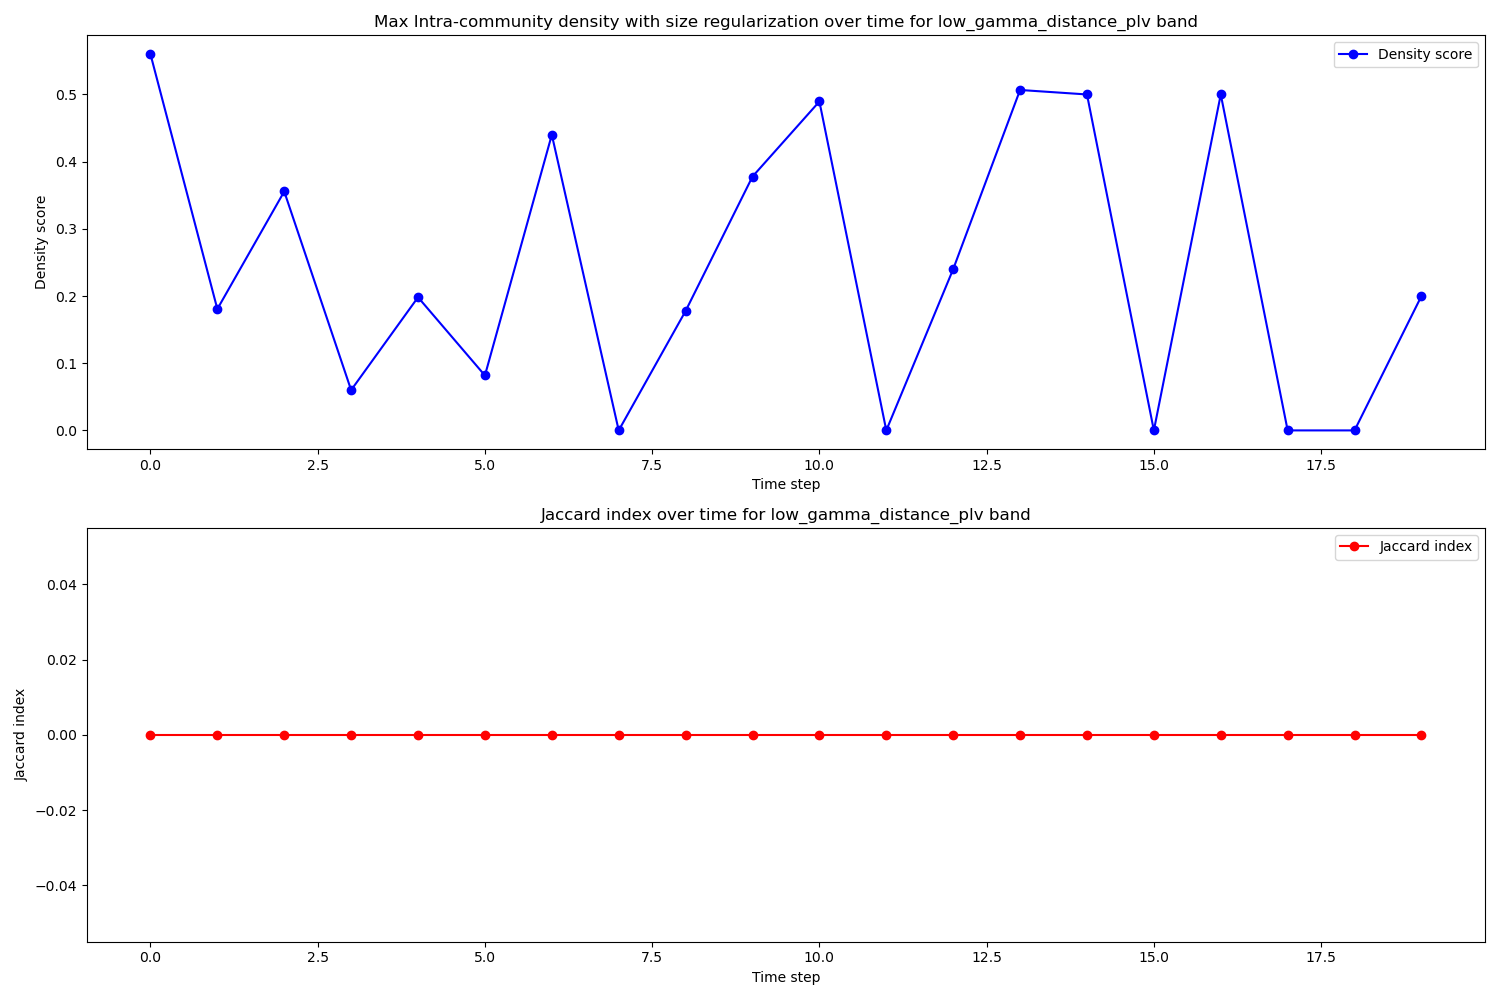 Max Intra-community density with size regularization over time for low_gamma_distance_plv band
Density score
Density score
0.5
0.4
0.3
0.2
0.1
0.0
0.0 2.5 5.0 7.5 10.0 12.5 15.0 17.5
Time step
Jaccard index over time for low_gamma_distance_plv band
Jaccard index
Jaccard index
0.04
0.02
0.00
−0.02
−0.04
0.0 2.5 5.0 7.5 10.0 12.5 15.0 17.5
Time step